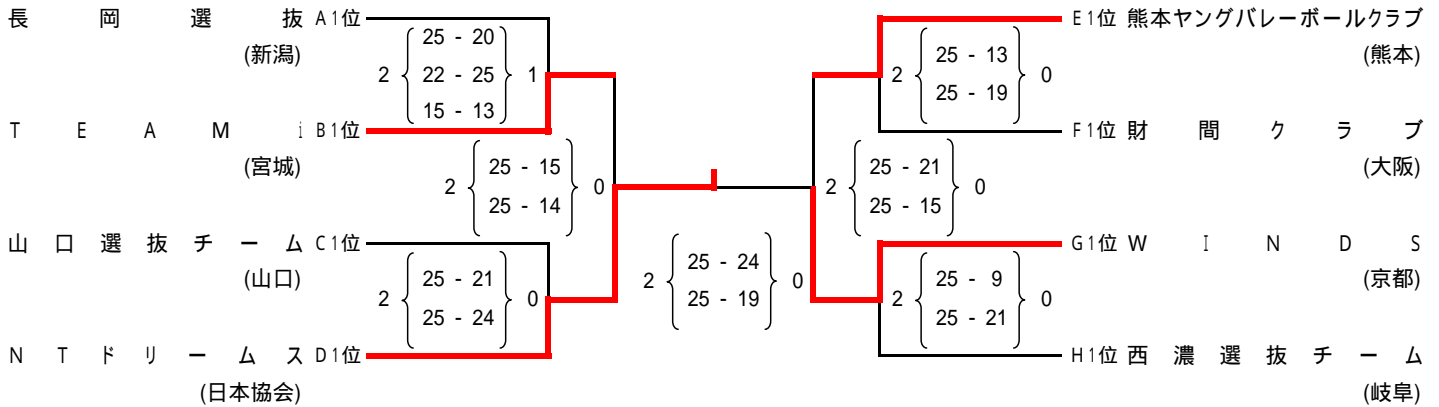 長岡選抜 A1位
(新潟)
25 - 20
2 22 - 25 1
15 - 13
TEAMi B1位
(宮城)
25 - 15
2 0
25 - 14
山口選抜チーム C1位
(山口)
25 - 21
2 0
25 - 24
NTドリームス D1位
(日本協会)
25 - 24
2 0
25 - 19
E1位 熊本ヤングバレーボールクラブ
(熊本)
25 - 13
2 0
25 - 19
F1位 財間クラブ
(大阪)
25 - 21
2 0
25 - 15
G1位 WINDS
(京都)
25 - 9
2 0
25 - 21
H1位 西濃選抜チーム
(岐阜)